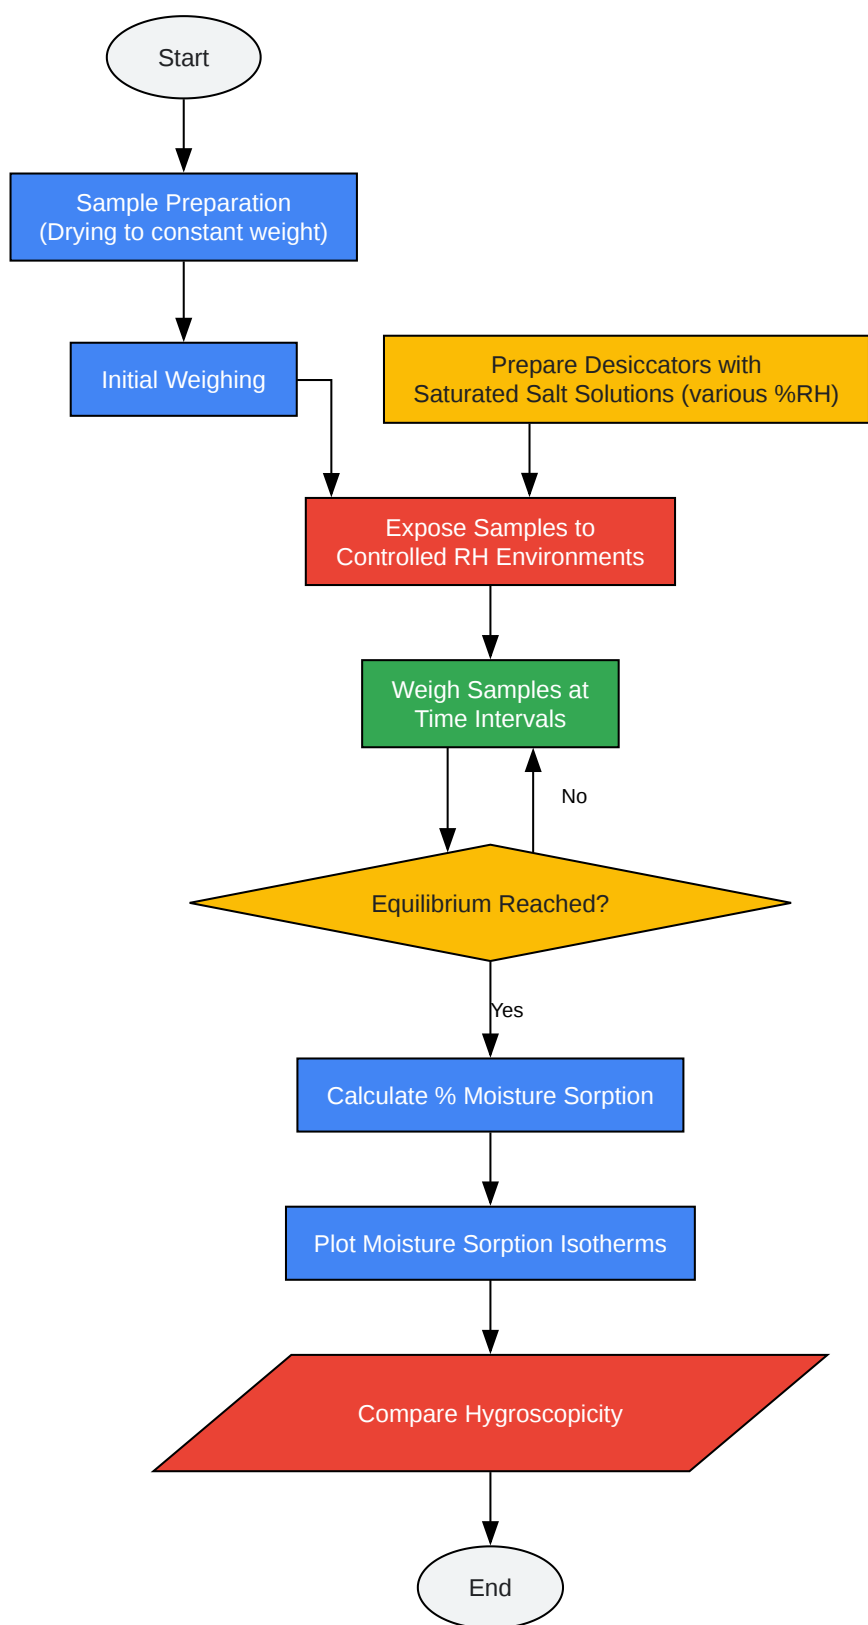 Start
Sample Preparation
(Drying to constant weight)
Initial Weighing
Prepare Desiccators with
Saturated Salt Solutions (various %RH)
Expose Samples to
Controlled RH Environments
Weigh Samples at
Time Intervals
No
Equilibrium Reached?
Yes
Calculate % Moisture Sorption
Plot Moisture Sorption Isotherms
Compare Hygroscopicity
End